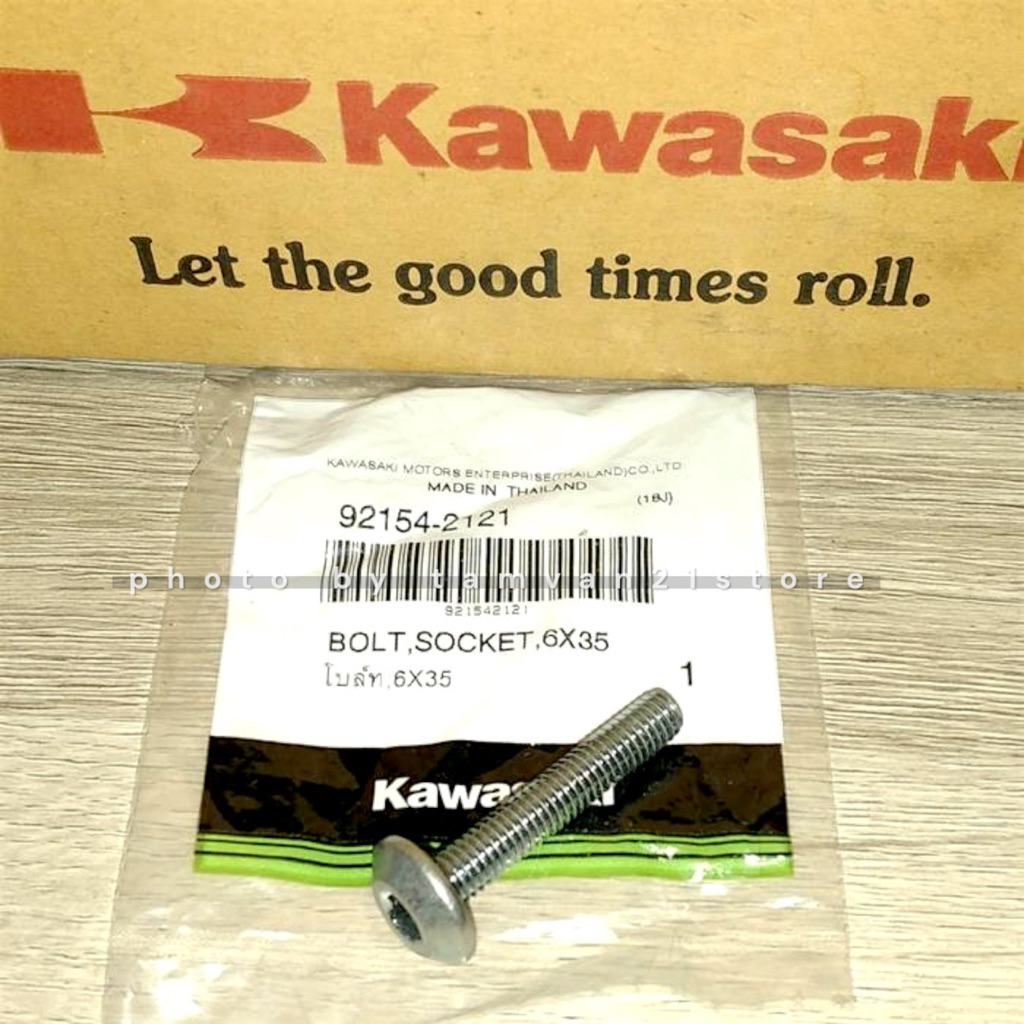 Kawasaki
Let the good times roll.
KAWASAKI MOTORS ENTERPRISE(THAILAND)CO.,LTD
MADE IN THAILAND
(18J)
92154-2121
photo by tamvan21store
921542121
BOLT,SOCKET,6X35
โบล์ท,6X35
1
Kawasaki